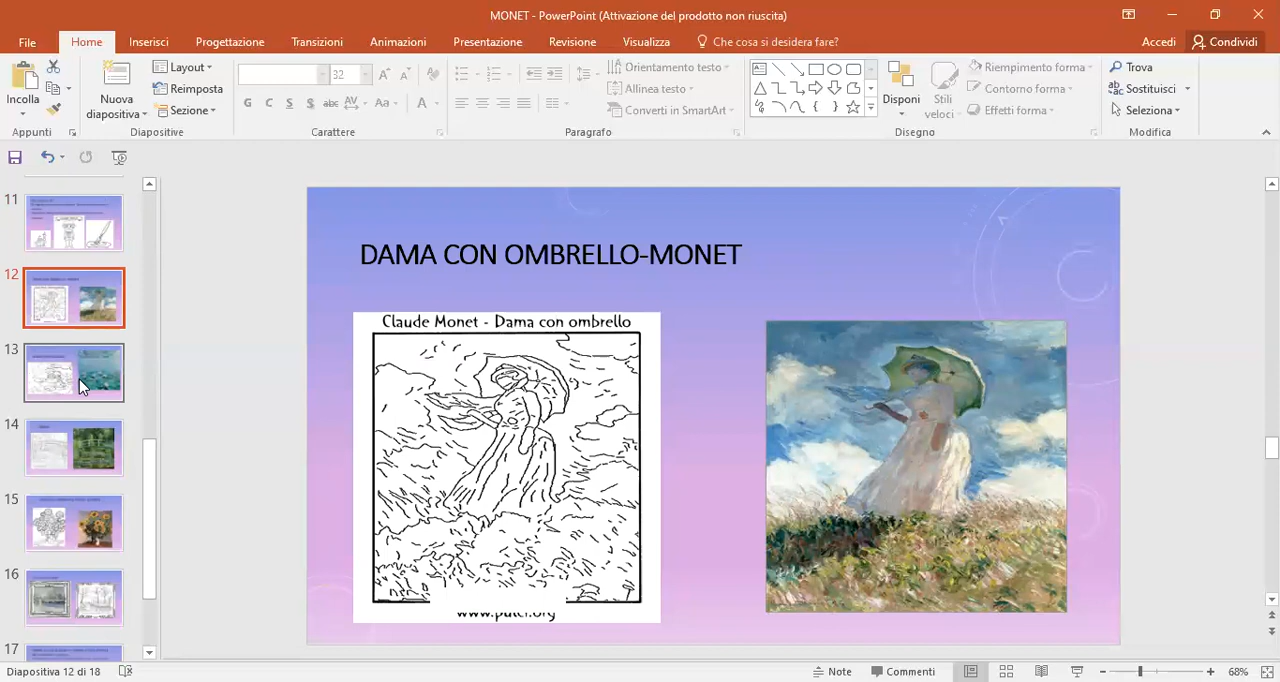 MONET - PowerPoint (Attivazione del prodotto non riuscita)
File Home Inserisci Progettazione Transizioni Animazioni Presentazione Revisione Visualizza Che cosa si desidera fare? Accedi Condividi
Incolla
Appunti
Nuova
diapositiva
Layout
Reimposta
Sezione
Diapositive
32
G C S S abc AV Aa A
Carattere
Orientamento testo
Allinea testo
Converti in SmartArt
Paragrafo
Disponi
Stili
veloci
Riempimento forma
Contorno forma
Effetti forma
Disegno
Trova
Sostituisci
Seleziona
Modifica
11
12
13
14
15
16
17
DAMA CON OMBRELLO-MONET
Claude Monet - Dama con ombrello
Diapositiva 12 di 18
Note
Commenti
68%